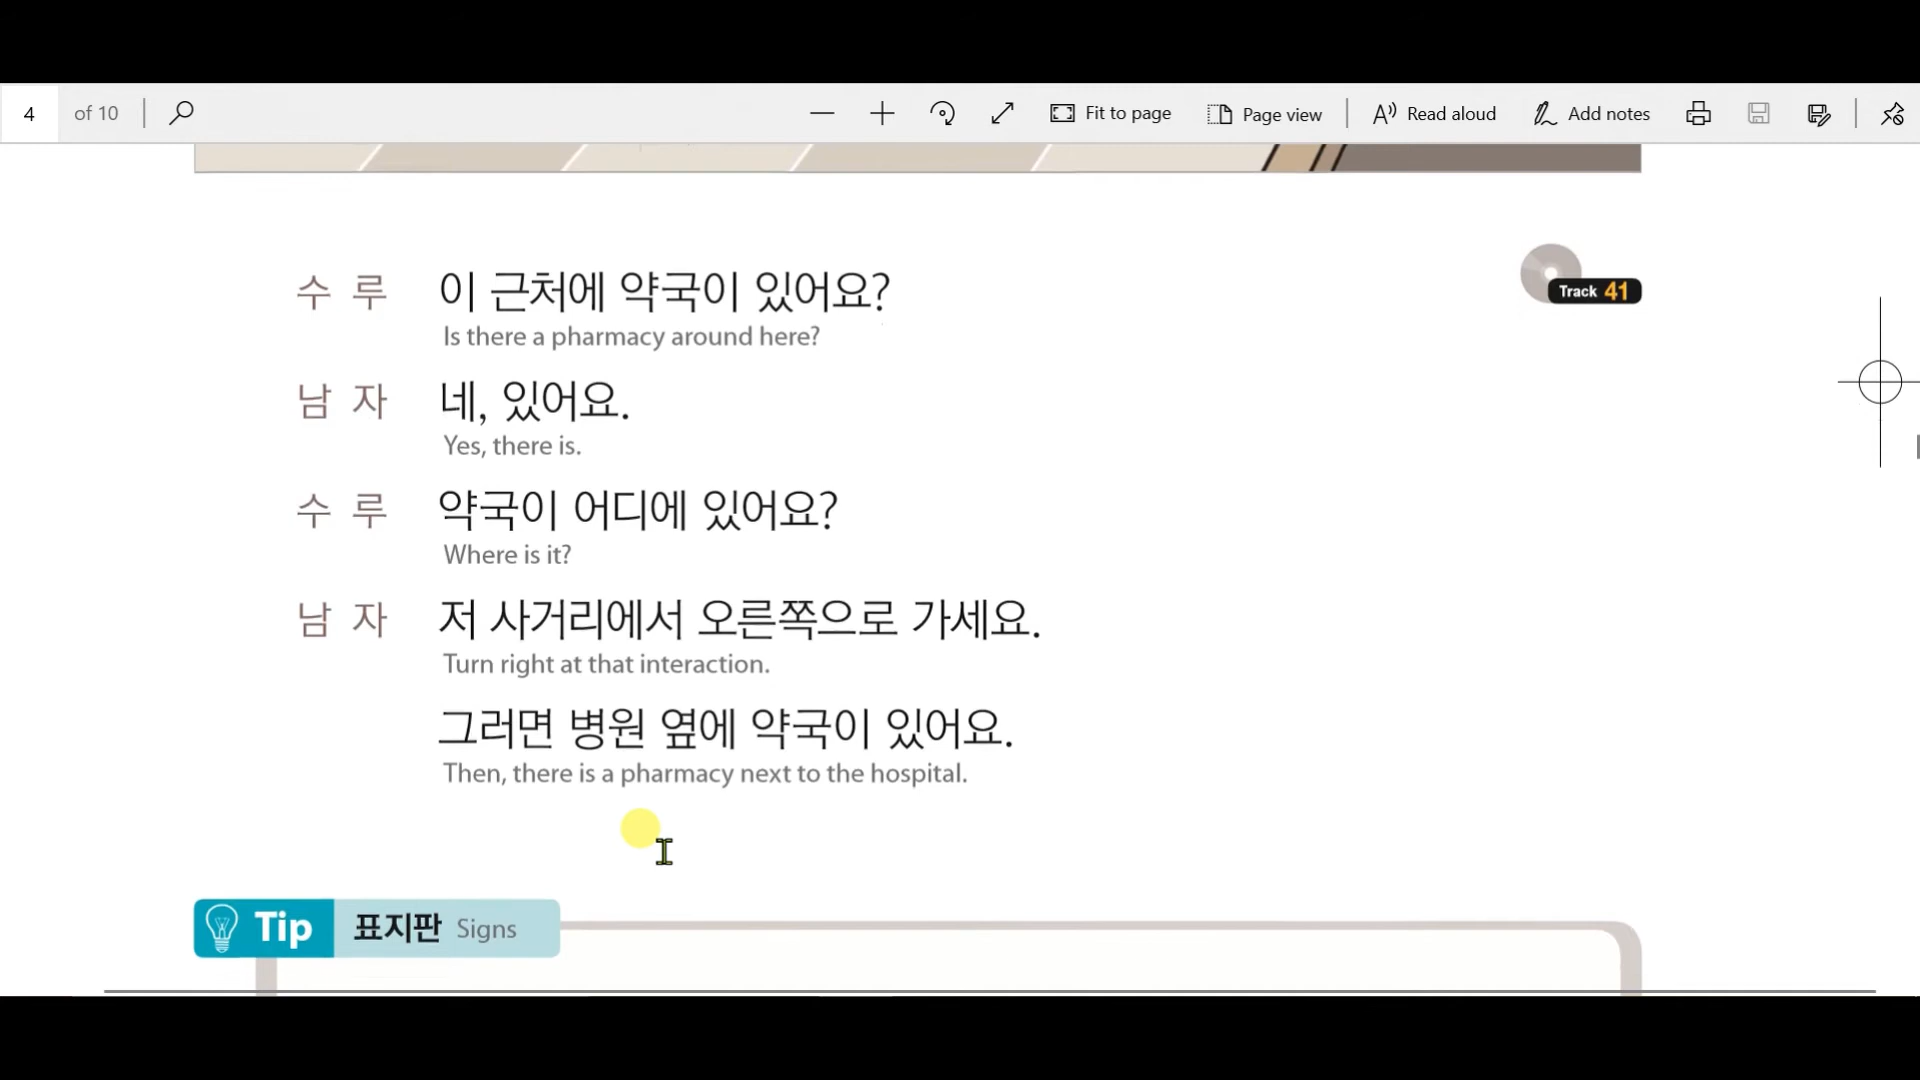 4 of 10 Fit to page Page view Read aloud Add notes
수 루 이 근처에 약국이 있어요?
Is there a pharmacy around here?
Track 41
남 자 네, 있어요.
Yes, there is.
수 루 약국이 어디에 있어요?
Where is it?
남 자 저 사거리에서 오른쪽으로 가세요.
Turn right at that interaction.
그러면 병원 옆에 약국이 있어요.
Then, there is a pharmacy next to the hospital.
Tip 표지판 Signs